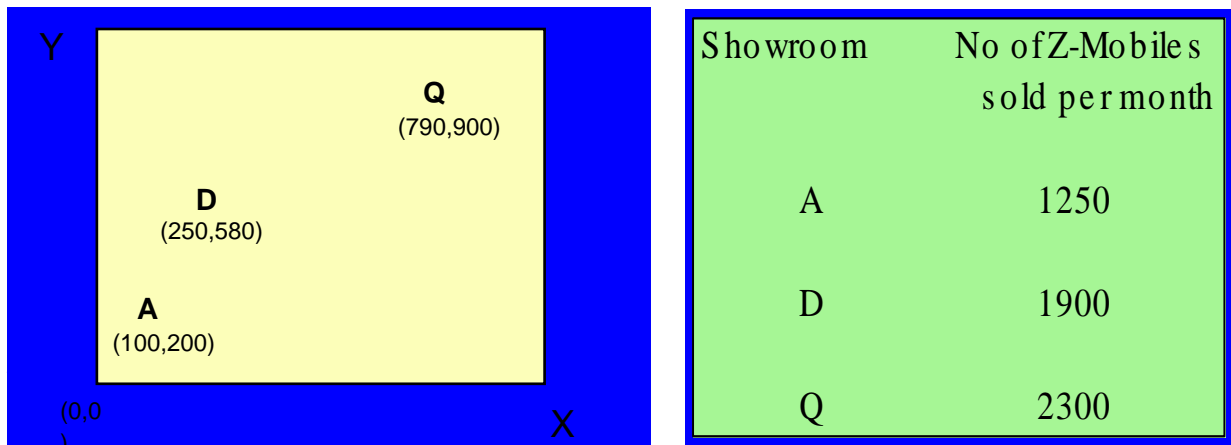 Y
Q
(790,900)
D
(250,580)
A
(100,200)
(0,0
)
X
Showroom No of Z-Mobiles
sold per month
A 1250
D 1900
Q 2300